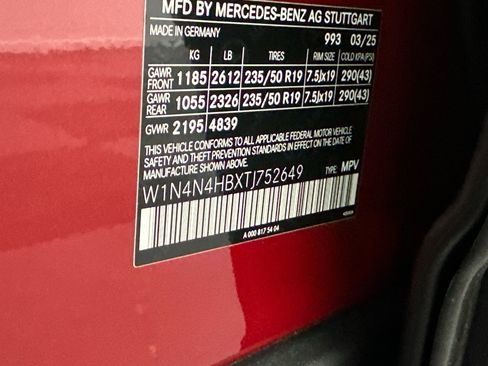 MFD BY MERCEDES-BENZ AG STUTTGART
MADE IN GERMANY 993 03/25
KG LB TIRES RIM SIZE COLD KPA (PSI)
GAWR FRONT 1185 2612 235/50 R19 7.5Jx19 290(43)
GAWR REAR 1055 2326 235/50 R19 7.5Jx19 290(43)
GWR 2195 4839
THIS VEHICLE CONFORMS TO ALL APPLICABLE FEDERAL MOTOR VEHICLE
SAFETY AND THEFT PREVENTION STANDARDS IN EFFECT ON THE DATE OF
MANUFACTURE SHOWN ABOVE.
W1N4N4HBXTJ752649 TYPE: MPV
A 000 817 54 04